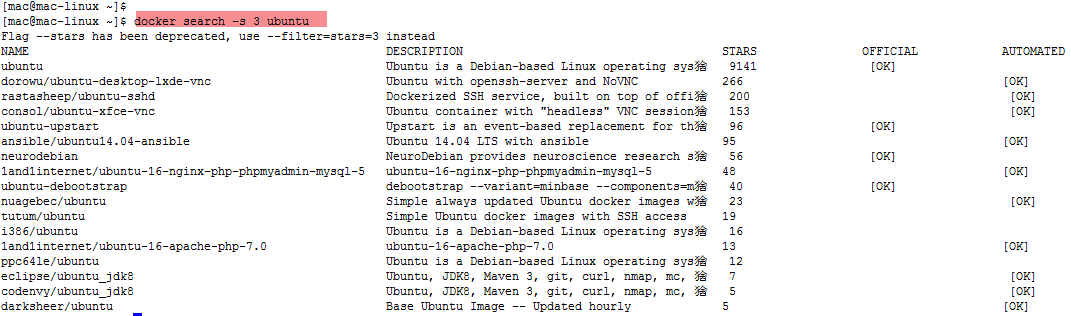 [mac@mac-linux ~]$
[mac@mac-linux ~]$ docker search -s 3 ubuntu
Flag --stars has been deprecated, use --filter=stars=3 instead
NAME DESCRIPTION STARS OFFICIAL AUTOMATED
ubuntu Ubuntu is a Debian-based Linux operating sys猞 9141 [OK]
dorowu/ubuntu-desktop-lxde-vnc Ubuntu with openssh-server and NoVNC 266 [OK]
rastasheep/ubuntu-sshd Dockerized SSH service, built on top of offi猞 200 [OK]
consol/ubuntu-xfce-vnc Ubuntu container with "headless" VNC session猞 153 [OK]
ubuntu-upstart Upstart is an event-based replacement for th猞 96 [OK]
ansible/ubuntu14.04-ansible Ubuntu 14.04 LTS with ansible 95 [OK]
neurodebian NeuroDebian provides neuroscience research s猞 56 [OK]
1and1internet/ubuntu-16-nginx-php-phpmyadmin-mysql-5 ubuntu-16-nginx-php-phpmyadmin-mysql-5 48 [OK]
ubuntu-debootstrap debootstrap --variant=minbase --components=m猞 40 [OK]
nuagebec/ubuntu Simple always updated Ubuntu docker images w猞 23 [OK]
tutum/ubuntu Simple Ubuntu docker images with SSH access 19
i386/ubuntu Ubuntu is a Debian-based Linux operating sys猞 16
1and1internet/ubuntu-16-apache-php-7.0 ubuntu-16-apache-php-7.0 13 [OK]
ppc64le/ubuntu Ubuntu is a Debian-based Linux operating sys猞 12
eclipse/ubuntu_jdk8 Ubuntu, JDK8, Maven 3, git, curl, nmap, mc, 猞 7 [OK]
codenvy/ubuntu_jdk8 Ubuntu, JDK8, Maven 3, git, curl, nmap, mc, 猞 5 [OK]
darksheer/ubuntu Base Ubuntu Image -- Updated hourly 5 [OK]